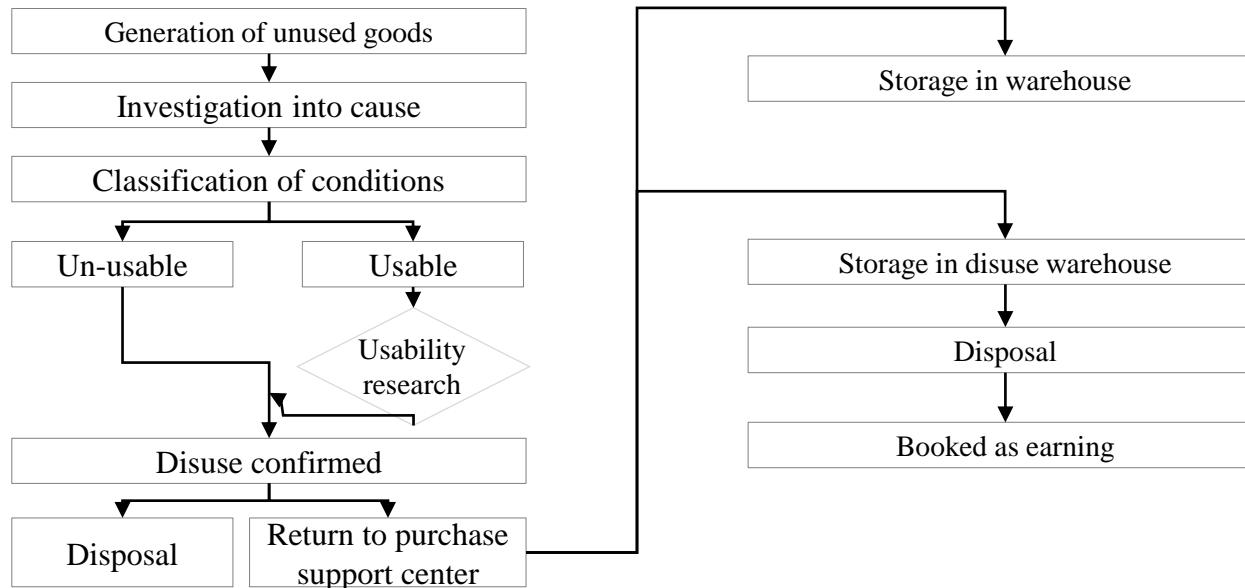 Generation of unused goods
Investigation into cause
Classification of conditions
Un-usable
Usable
Usability
research
Disuse confirmed
Disposal
Return to purchase
support center
Storage in warehouse
Storage in disuse warehouse
Disposal
Booked as earning